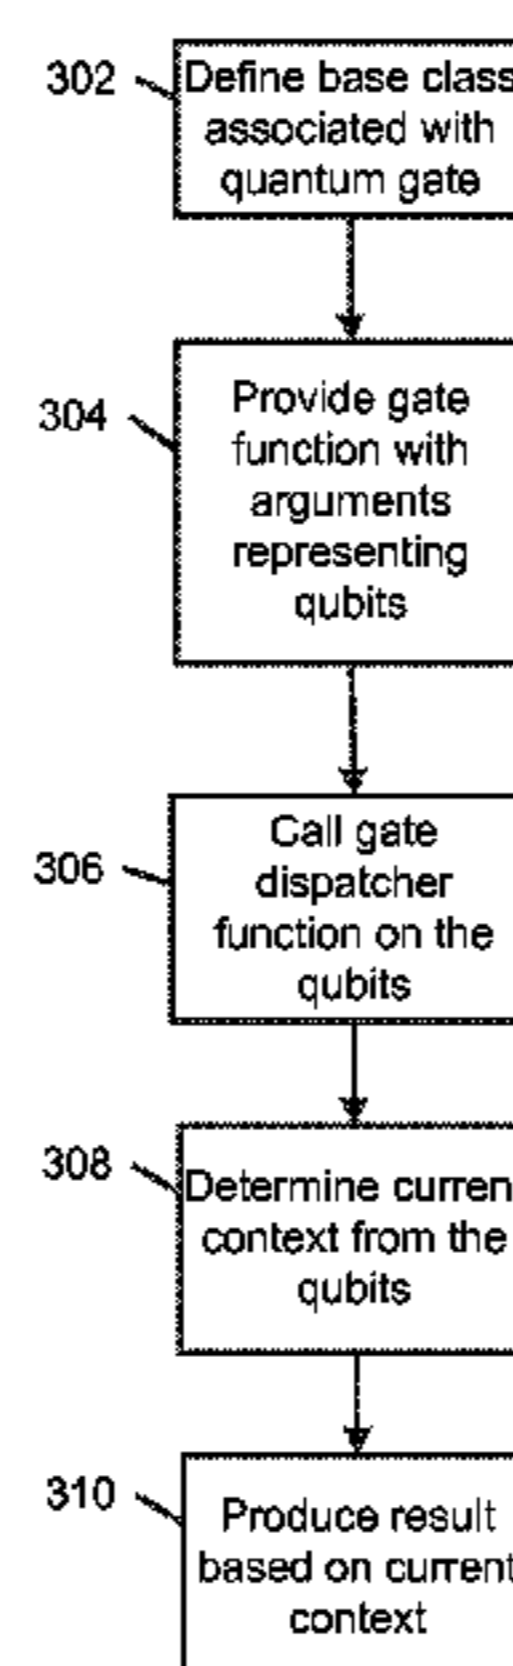 302
Define base class
associated with
quantum gate
304
Provide gate
function with
arguments
representing
qubits
306
Call gate
dispatcher
function on the
qubits
308
Determine curren
context from the
qubits
310
Produce result
based on current
context